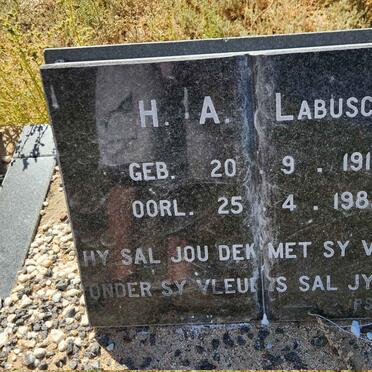 H. A. LABUSC
GEB. 20 . 9 . 191
OORL. 25 . 4 . 198
HY SAL JOU DEK MET SY V
ONDER SY VLEUELS SAL JY
PS